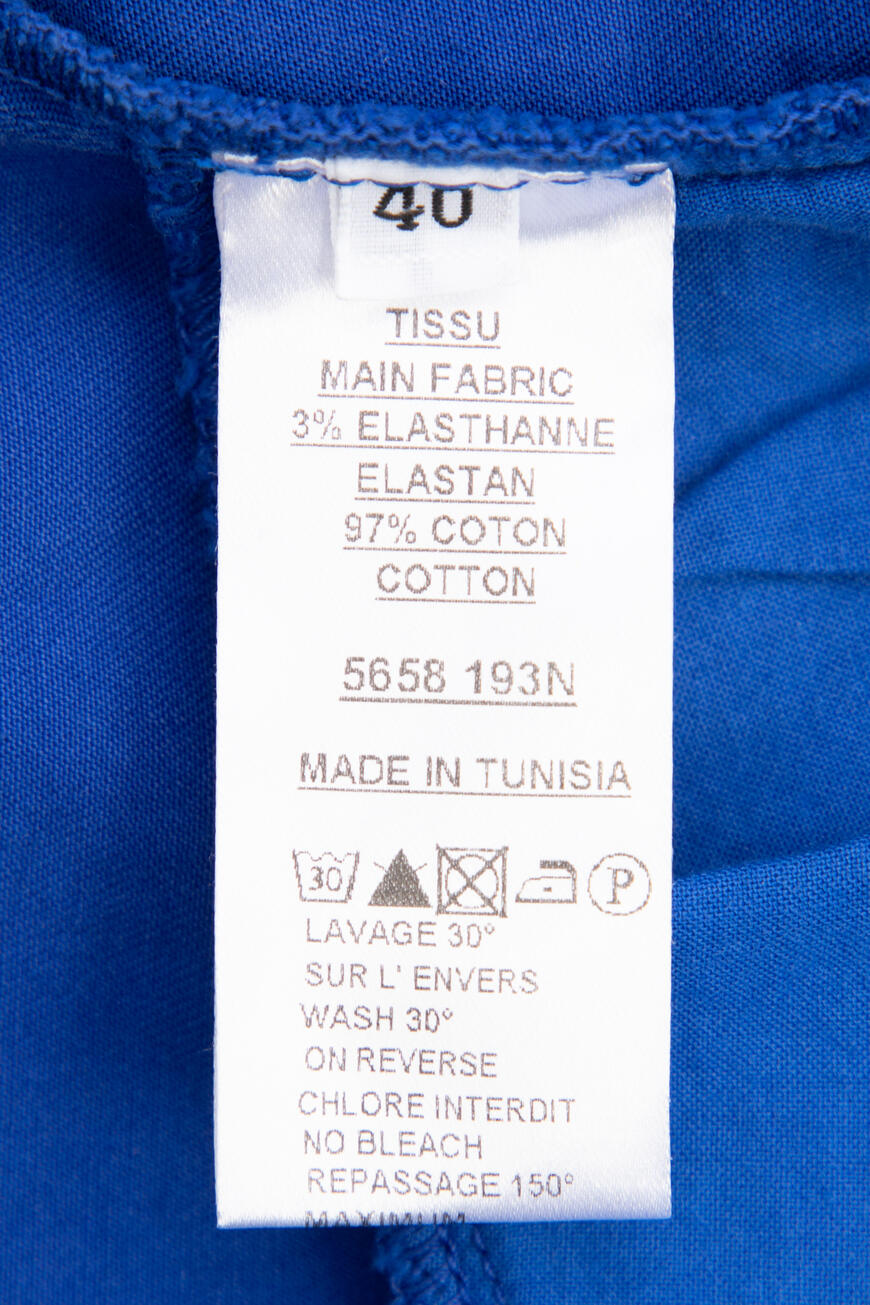 40
TISSU
MAIN FABRIC
3% ELASTHANNE
ELASTAN
97% COTON
COTTON
5658 193N
MADE IN TUNISIA
30 P
LAVAGE 30°
SUR L' ENVERS
WASH 30°
ON REVERSE
CHLORE INTERDIT
NO BLEACH
REPASSAGE 150°
MAXIMUM